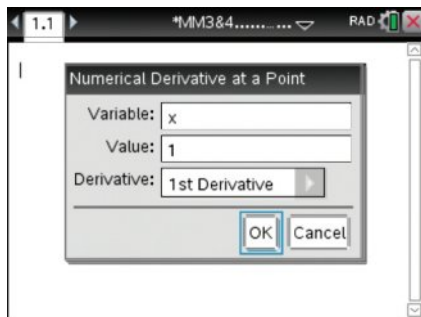 1.1 *MM3&4........... RAD
Numerical Derivative at a Point
Variable: x
Value: 1
Derivative: 1st Derivative
OK Cancel